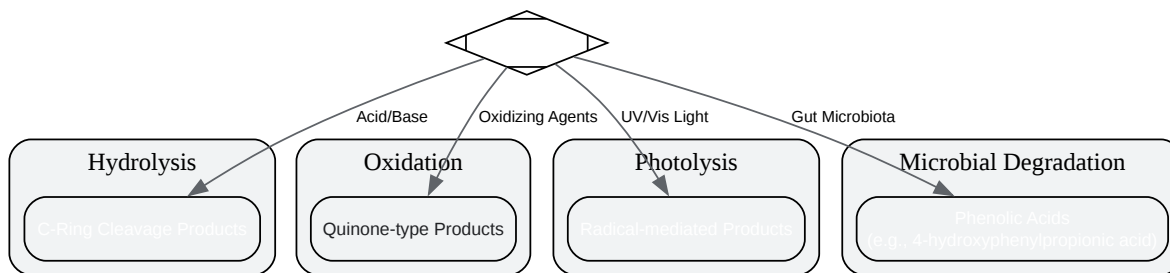 Acid/Base
Oxidizing Agents
UV/Vis Light
Gut Microbiota
Hydrolysis
Oxidation
Photolysis
Microbial Degradation
C-Ring Cleavage Products
Quinone-type Products
Radical-mediated Products
Phenolic Acids
(e.g., 4-hydroxyphenylpropionic acid)